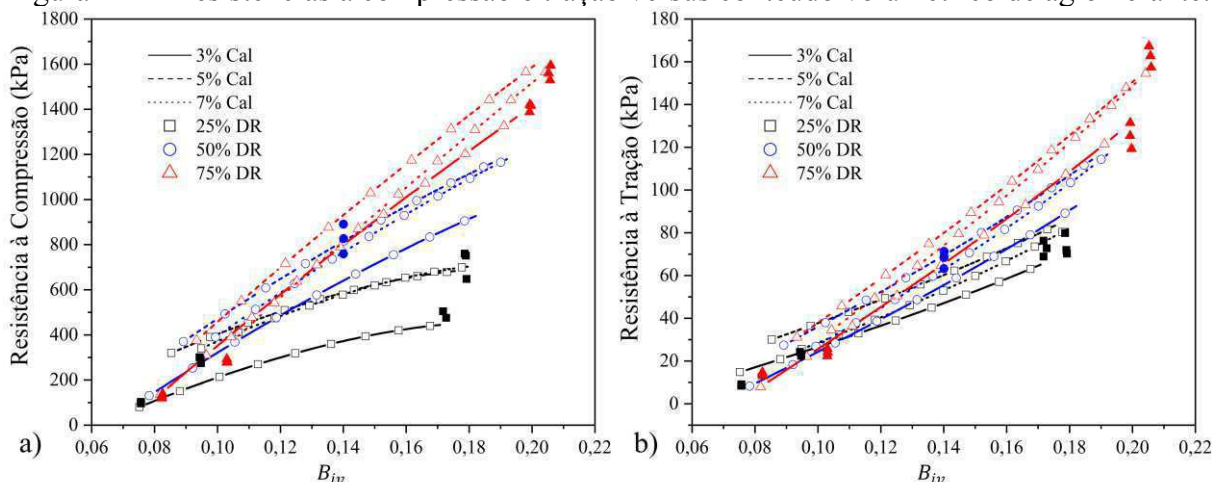 Resistência à Compressão (kPa)
1600
1400
1200
1000
800
600
400
200
0
3% Cal
5% Cal
7% Cal
25% DR
50% DR
75% DR
0,06 0,08 0,10 0,12 0,14 0,16 0,18 0,20 0,22
a)
B_iv
Resistência à Tração (kPa)
180
160
140
120
100
80
60
40
20
0
3% Cal
5% Cal
7% Cal
25% DR
50% DR
75% DR
0,06 0,08 0,10 0,12 0,14 0,16 0,18 0,20 0,22
b)
B_iv